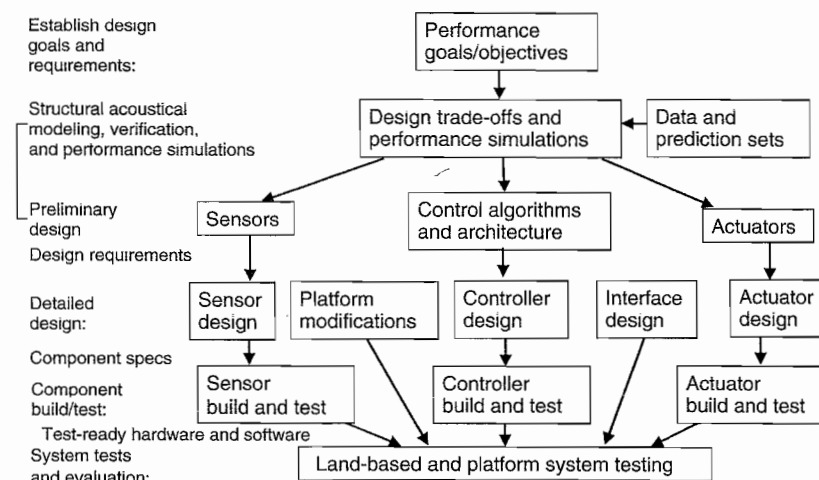 Establish design
goals and
requirements:
Performance
goals/objectives
Structural acoustical
modeling, verification,
and performance simulations
Design trade-offs and
performance simulations
Data and
prediction sets
Preliminary
design
Sensors
Control algorithms
and architecture
Actuators
Design requirements
Detailed
design:
Sensor
design
Platform
modifications
Controller
design
Interface
design
Actuator
design
Component specs
Component
build/test:
Sensor
build and test
Controller
build and test
Actuator
build and test
Test-ready hardware and software
System tests
and evaluation:
Land-based and platform system testing